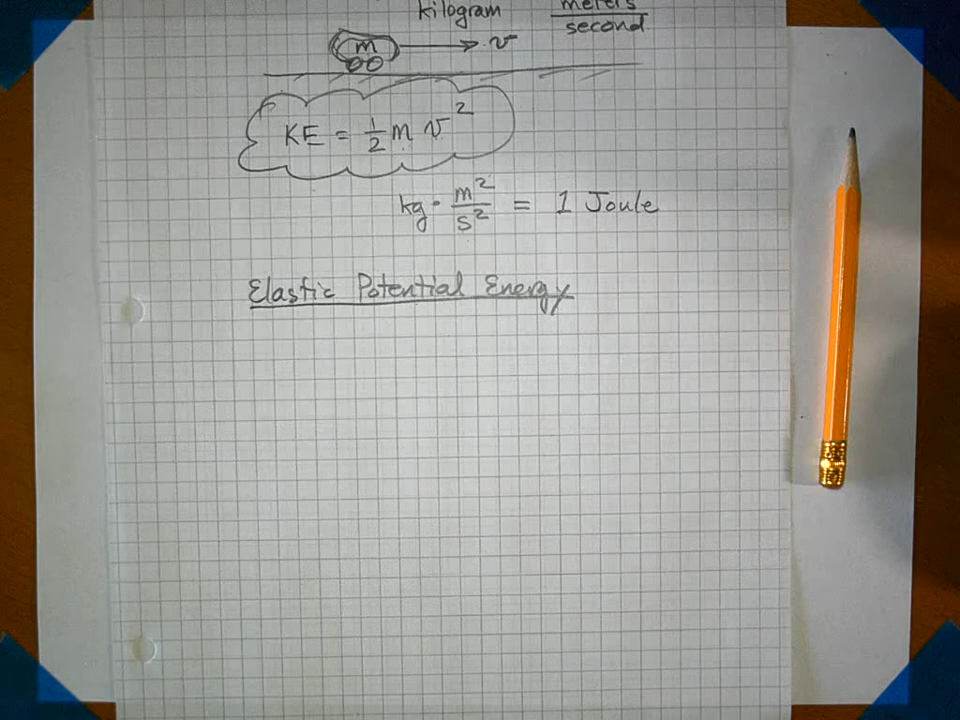 kilogram meters
second
m → v
KE = 1/2 m v²
kg · m²/s² = 1 Joule
Elastic Potential Energy